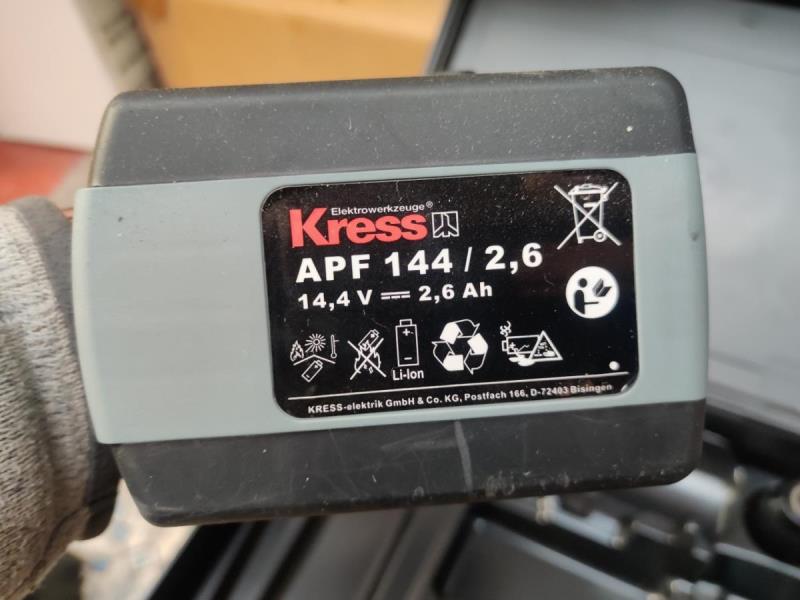 Elektrowerkzeuge®
Kress
APF 144 / 2,6
14,4 V ⎓ 2,6 Ah
Li-Ion
KRESS-elektrik GmbH & Co. KG, Postfach 166, D-72403 Bisingen